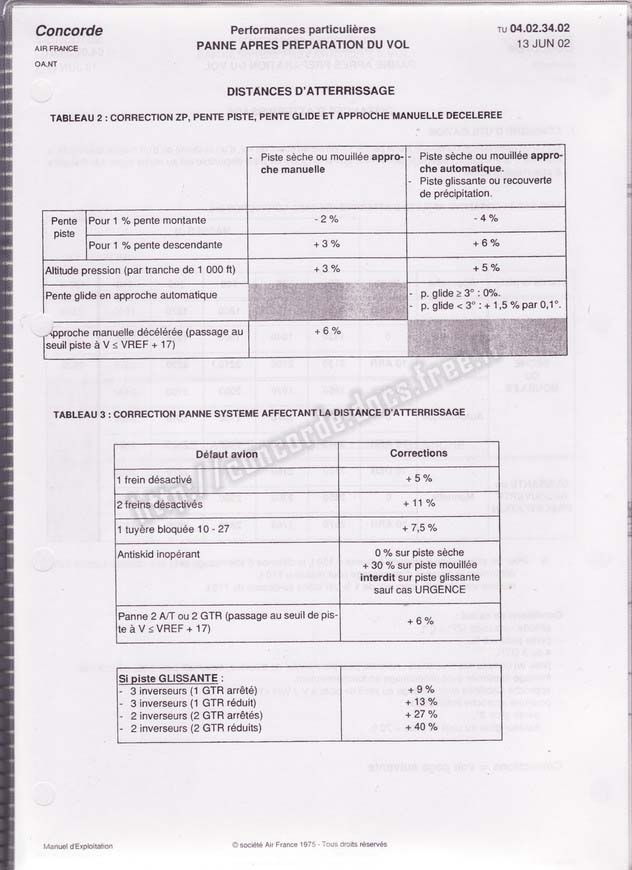 Concorde
AIR FRANCE
OA.NT
Performances particulières
PANNE APRES PREPARATION DU VOL
TU 04.02.34.02
13 JUN 02
DISTANCES D'ATTERRISSAGE
TABLEAU 2 : CORRECTION ZP, PENTE PISTE, PENTE GLIDE ET APPROCHE MANUELLE DECELEREE
- Piste sèche ou mouillée appro-
che manuelle
- Piste sèche ou mouillée appro-
che automatique.
- Piste glissante ou recouverte
de précipitation.
Pente
piste
Pour 1 % pente montante
- 2 %
- 4 %
Pour 1 % pente descendante
+ 3 %
+ 6 %
Altitude pression (par tranche de 1 000 ft)
+ 3 %
+ 5 %
Pente glide en approche automatique
- p. glide ≥ 3° : 0%.
- p. glide < 3° : + 1,5 % par 0,1°.
Approche manuelle décélérée (passage au
seuil piste à V ≤ VREF + 17)
+ 6 %
TABLEAU 3 : CORRECTION PANNE SYSTEME AFFECTANT LA DISTANCE D'ATTERRISSAGE
Défaut avion
Corrections
1 frein désactivé
+ 5 %
2 freins désactivés
+ 11 %
1 tuyère bloquée 10 - 27
+ 7,5 %
Antiskid inopérant
0 % sur piste sèche
+ 30 % sur piste mouillée
interdit sur piste glissante
sauf cas URGENCE
Panne 2 A/T ou 2 GTR (passage au seuil de pis-
te à V ≤ VREF + 17)
+ 6 %
Si piste GLISSANTE :
- 3 inverseurs (1 GTR arrêté)
+ 9 %
- 3 inverseurs (1 GTR réduit)
+ 13 %
- 2 inverseurs (2 GTR arrêtés)
+ 27 %
- 2 inverseurs (2 GTR réduits)
+ 40 %
http://concorde.docs.free.fr
Manuel d'Exploitation
© société Air France 1975 - Tous droits réservés